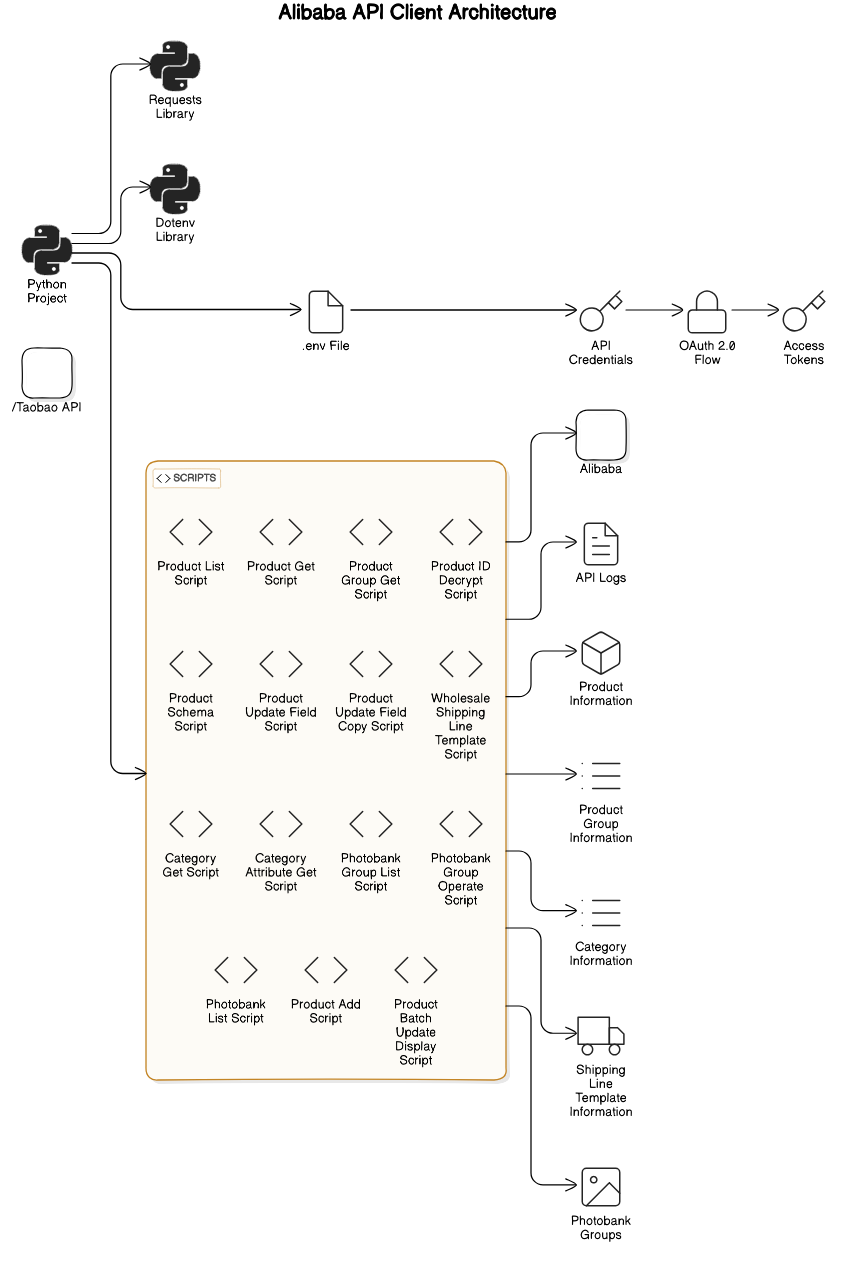 Alibaba API Client Architecture
Requests
Library
Dotenv
Library
Python
Project
.env File
API
Credentials
OAuth 2.0
Flow
Access
Tokens
/Taobao API
Alibaba
SCRIPTS
Product List
Script
Product Get
Script
Product
Group Get
Script
Product ID
Decrypt
Script
API Logs
Product
Schema
Script
Product
Update Field
Script
Product
Update Field
Copy Script
Wholesale
Shipping
Line
Template
Script
Product
Information
Product
Group
Information
Category
Get Script
Category
Attribute Get
Script
Photobank
Group List
Script
Photobank
Group
Operate
Script
Category
Information
Photobank
List Script
Product Add
Script
Product
Batch
Update
Display
Script
Shipping
Line
Template
Information
Photobank
Groups